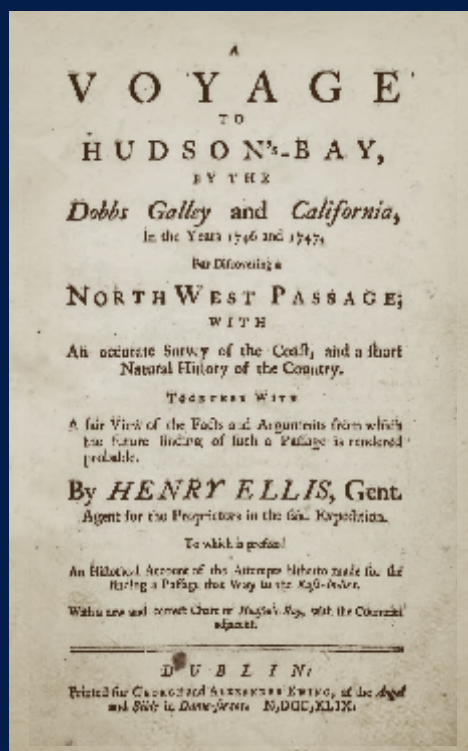 A
VOYAGE
TO
HUDSON's-BAY,
BY THE
Dobbs Galley and California,
In the Years 1746 and 1747,
For Discovering a
NORTH WEST PASSAGE;
WITH
An accurate Survey of the Coast, and a short
Natural History of the Country.
TOGETHER WITH
A fair View of the Facts and Arguments from which
the future finding of such a Passage is rendered
probable.
By HENRY ELLIS, Gent.
Agent for the Proprietors in the said Expedition.
To which is prefixed
An Historical Account of the Attempts hitherto made for the
finding a Passage that Way to the East-Indies.
With a new and correct Chart of Hudson's-Bay, with the Countries
adjacent.
DUBLIN:
Printed for GEORGE and ALEXANDER EWING, at the Angel
and Bible in Dame-street. M,DCC,XLIX.